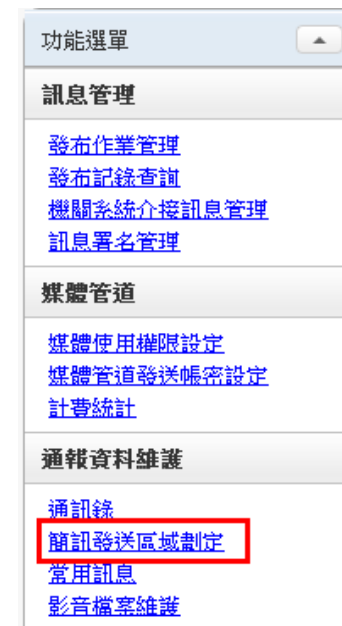 功能選單
訊息管理
發布作業管理
發布記錄查詢
機關系統介接訊息管理
訊息署名管理
媒體管道
媒體使用權限設定
媒體管道發送帳密設定
計費統計
通報資料維護
通訊錄
簡訊發送區域劃定
常用訊息
影音檔案維護